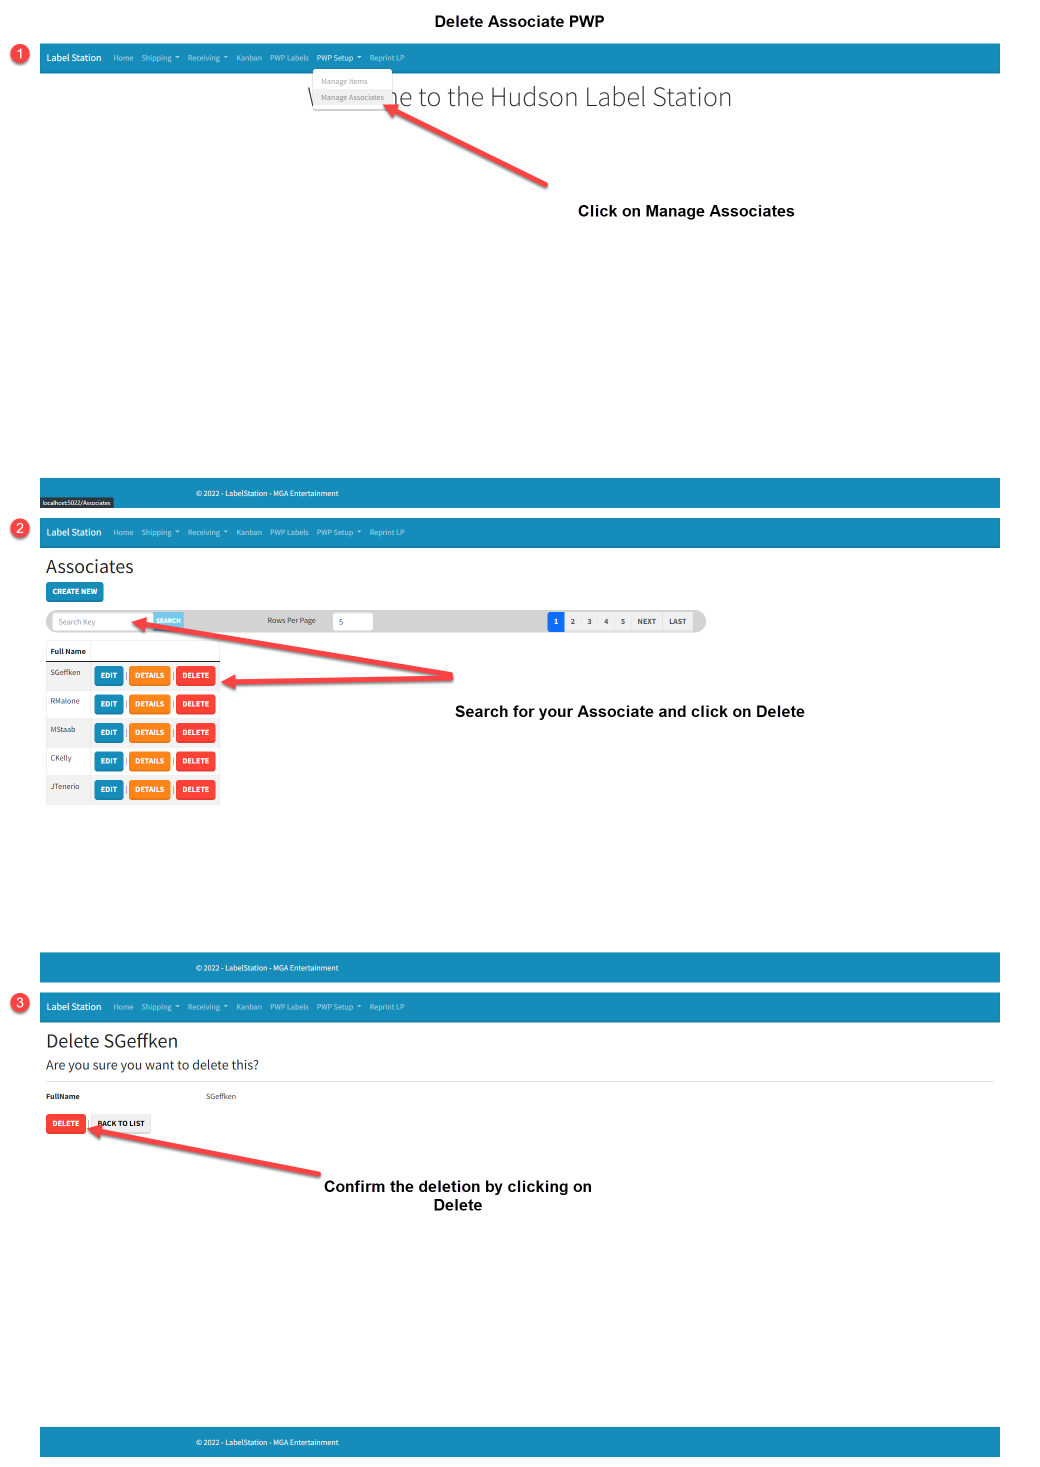 Delete Associate PWP
1
Label Station Home Shipping Receiving Kanban PWP Labels PWP Setup Reprint LP
Manage Items
Manage Associates
to the Hudson Label Station
Click on Manage Associates
© 2022 - LabelStation - MGA Entertainment
localhost:5022/Associates
2
Label Station Home Shipping Receiving Kanban PWP Labels PWP Setup Reprint LP
Associates
CREATE NEW
Search Key SEARCH Rows Per Page 5 1 2 3 4 5 NEXT LAST
Full Name
SGeffken EDIT | DETAILS | DELETE
RMalone EDIT | DETAILS | DELETE
MStaab EDIT | DETAILS | DELETE
CKelly EDIT | DETAILS | DELETE
JTenerio EDIT | DETAILS | DELETE
Search for your Associate and click on Delete
© 2022 - LabelStation - MGA Entertainment
3
Label Station Home Shipping Receiving Kanban PWP Labels PWP Setup Reprint LP
Delete SGeffken
Are you sure you want to delete this?
FullName SGeffken
DELETE | BACK TO LIST
Confirm the deletion by clicking on
Delete
© 2022 - LabelStation - MGA Entertainment